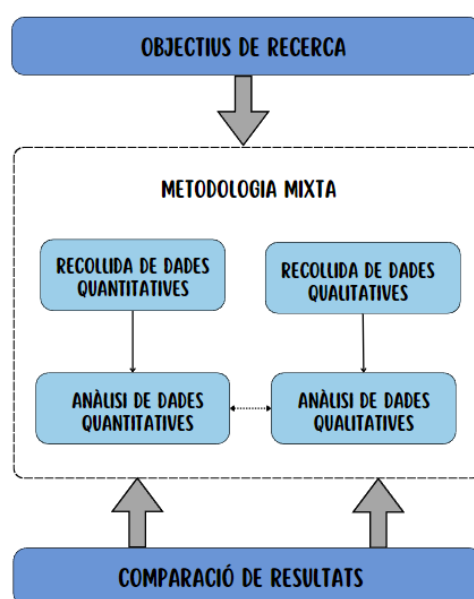 OBJECTIUS DE RECERCA
METODOLOGIA MIXTA
RECOLLIDA DE DADES
QUANTITATIVES
RECOLLIDA DE DADES
QUALITATIVES
ANÀLISI DE DADES
QUANTITATIVES
ANÀLISI DE DADES
QUALITATIVES
COMPARACIÓ DE RESULTATS